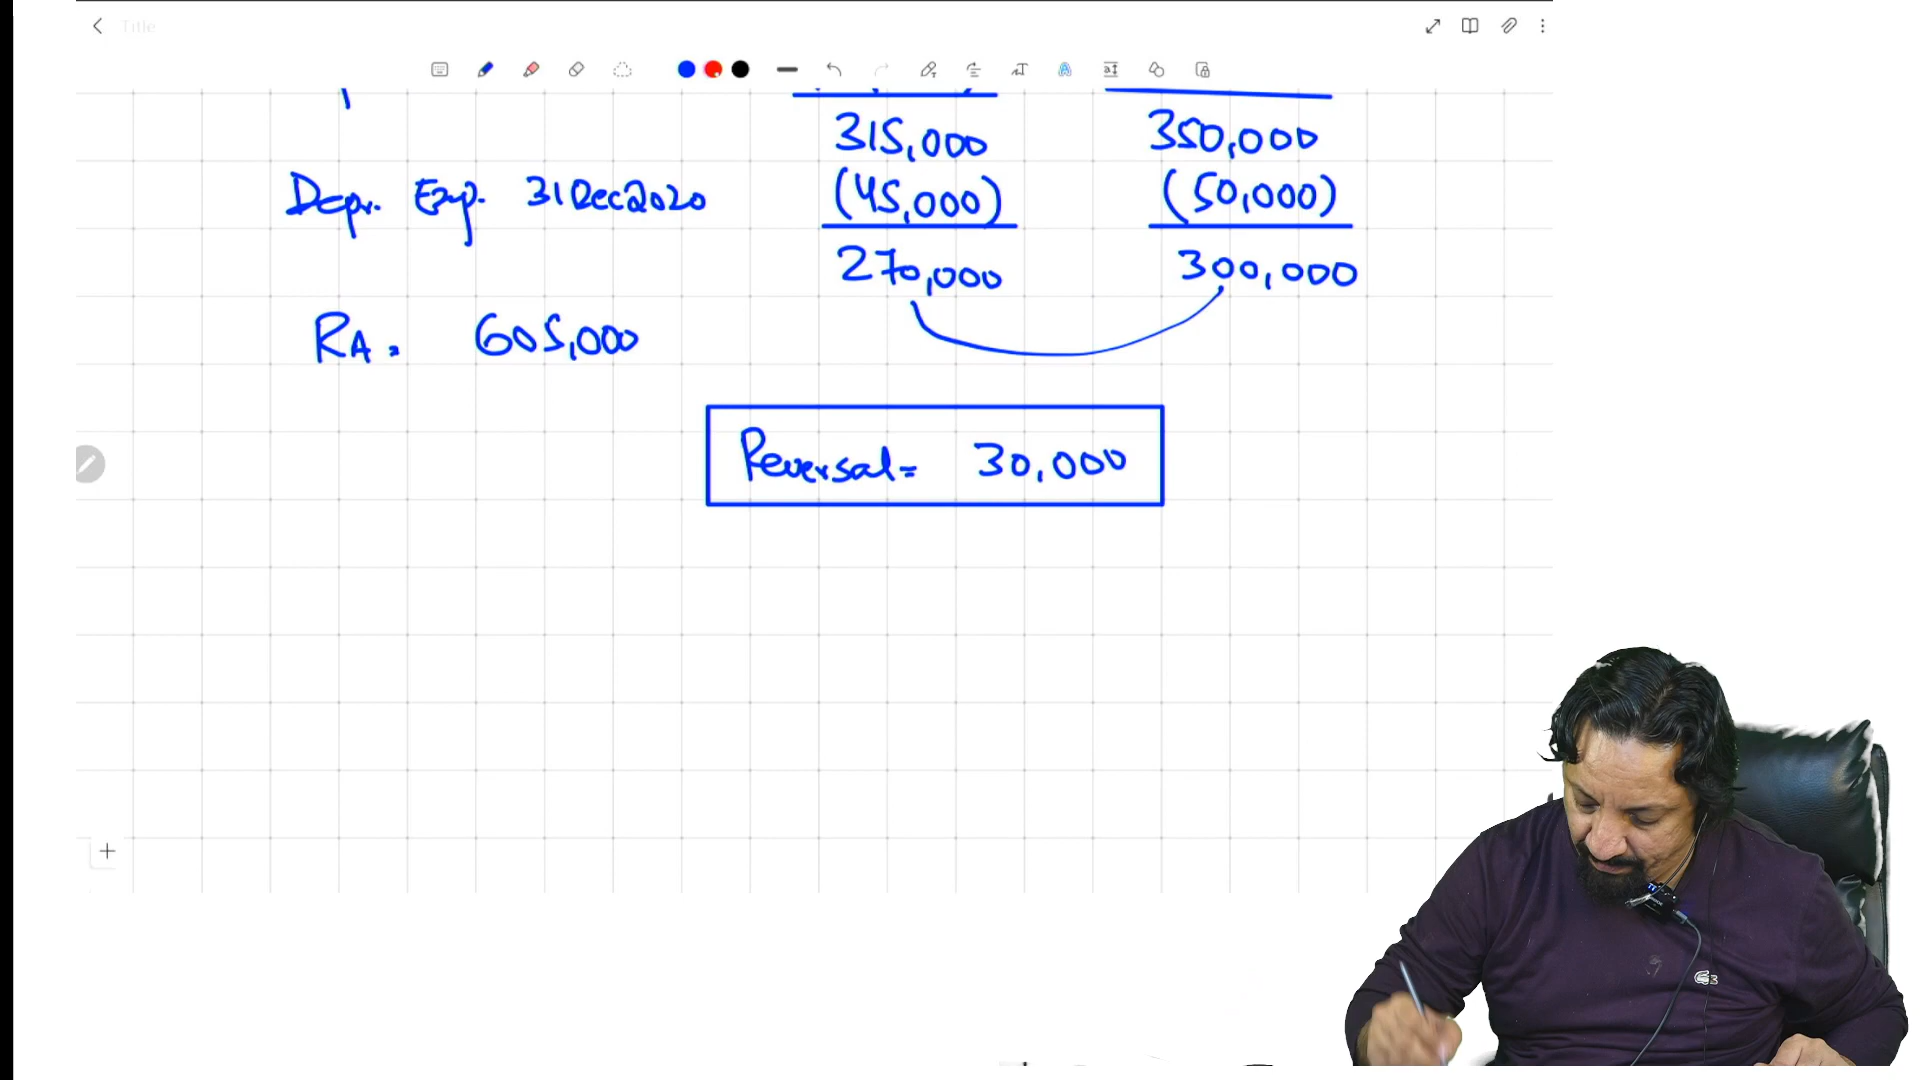 Title
315,000 350,000
Depr. Exp. 31Dec2020 (45,000) (50,000)
270,000 300,000
RA = 605,000
Reversal = 30,000